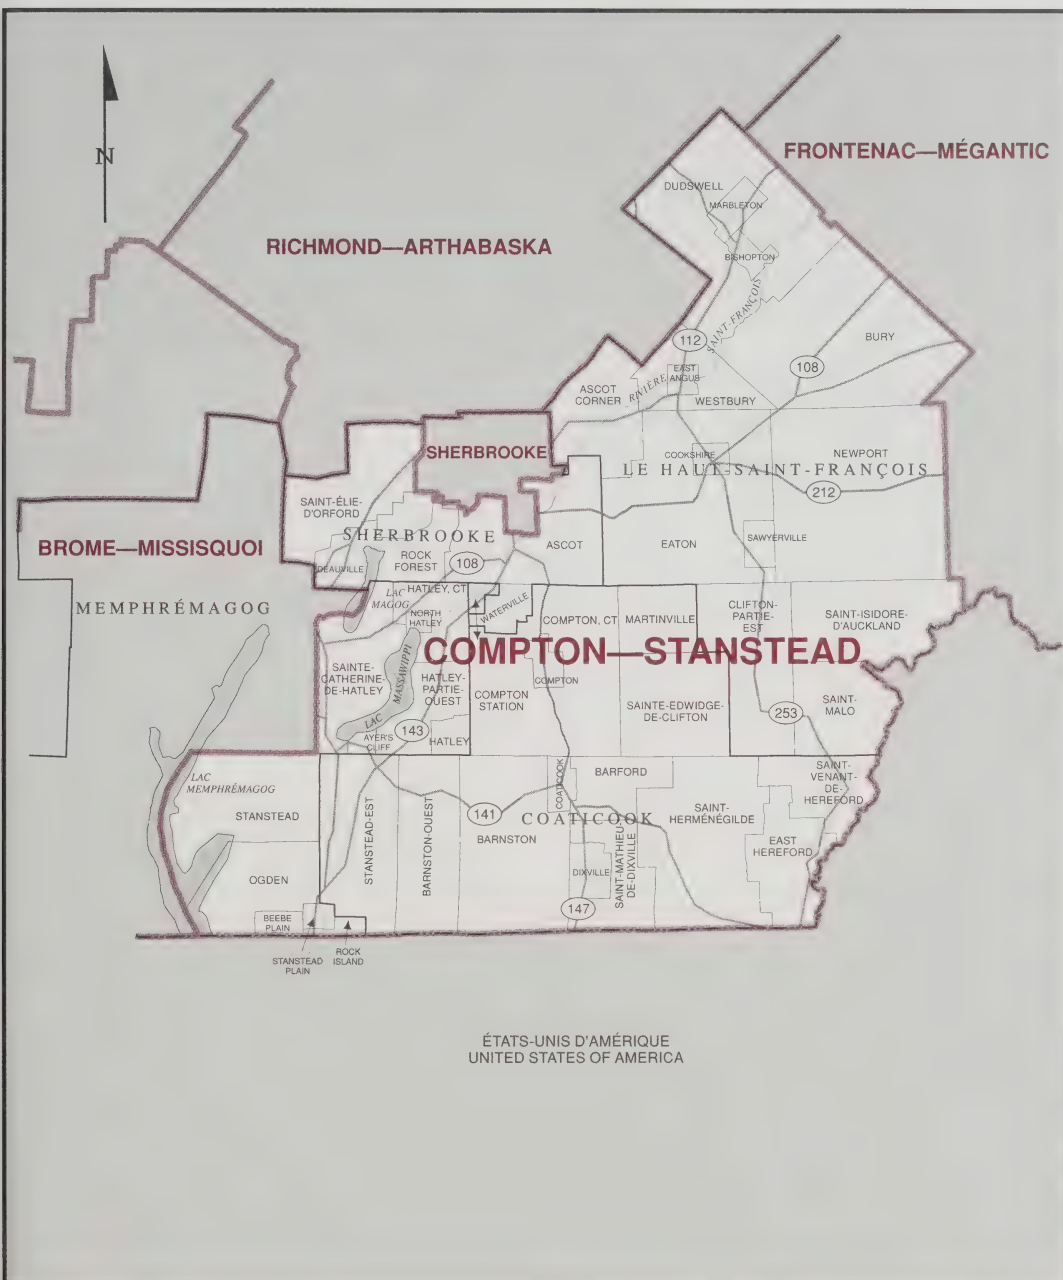 N
FRONTENAC—MÉGANTIC
DUDSWELL
MARBLETON
RICHMOND—ARTHABASKA
BISHOPTON
SAINT-FRANÇOIS
RIVIÈRE
112
BURY
108
EAST
ANGUS
ASCOT
CORNER
WESTBURY
SHERBROOKE
COOKSHIRE
NEWPORT
LE HAUT-SAINT-FRANÇOIS
212
SAINT-ÉLIE-
D'ORFORD
SHERBROOKE
BROME—MISSISQUOI
ROCK
FOREST
108
ASCOT
EATON
SAWYERVILLE
DEAUVILLE
MEMPHRÉMAGOG
LAC
MAGOG
HATLEY, CT
NORTH
HATLEY
WATERVILLE
COMPTON, CT
MARTINVILLE
CLIFTON-
PARTIE-
EST
SAINT-ISIDORE-
D'AUCKLAND
COMPTON—STANSTEAD
SAINTE-
CATHERINE-
DE-HATLEY
LAC
MASSAWIPPI
HATLEY-
PARTIE-
OUEST
COMPTON
STATION
COMPTON
SAINTE-EDWIDGE-
DE-CLIFTON
SAINT-
MALO
253
143
AYER'S
CLIFF
HATLEY
LAC
MEMPHRÉMAGOG
STANSTEAD
COATICOOK
BARFORD
SAINT-
VENANT-
DE-
HEREFORD
STANSTEAD-EST
BARNSTON-OUEST
141
BARNSTON
COATICOOK
SAINT-
HERMÉNÉGILDE
EAST
HEREFORD
OGDEN
DIXVILLE
SAINT-MATHIEU-
DE-DIXVILLE
147
BEEBE
PLAIN
STANSTEAD
PLAIN
ROCK
ISLAND
ÉTATS-UNIS D'AMÉRIQUE
UNITED STATES OF AMERICA